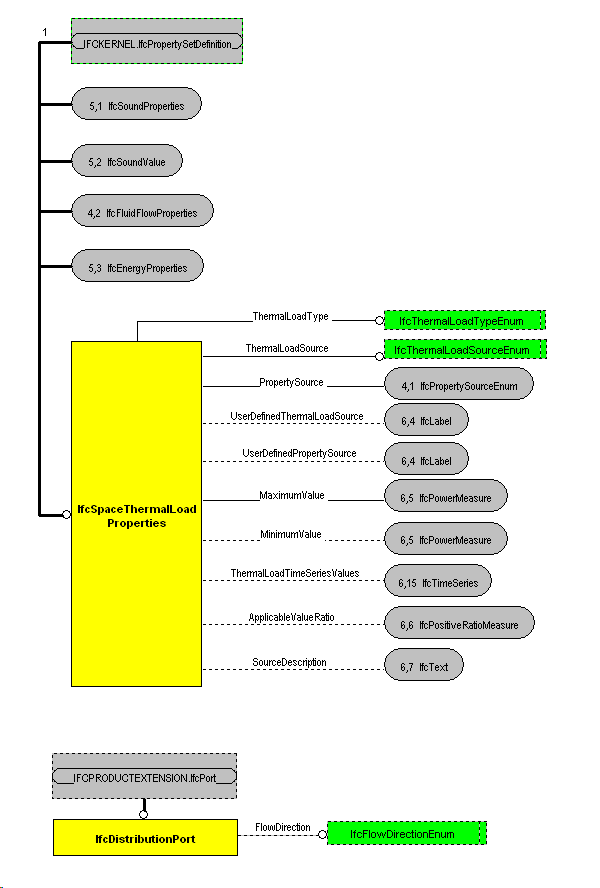 1
IFCKERNEL.IfcPropertySetDefinition
5,1 IfcSoundProperties
5,2 IfcSoundValue
4,2 IfcFluidFlowProperties
5,3 IfcEnergyProperties
ThermalLoadType
IfcThermalLoadTypeEnum
ThermalLoadSource
IfcThermalLoadSourceEnum
PropertySource
4,1 IfcPropertySourceEnum
UserDefinedThermalLoadSource
6,4 IfcLabel
UserDefinedPropertySource
6,4 IfcLabel
IfcSpaceThermalLoad
Properties
MaximumValue
6,5 IfcPowerMeasure
MinimumValue
6,5 IfcPowerMeasure
ThermalLoadTimeSeriesValues
6,15 IfcTimeSeries
ApplicableValueRatio
6,6 IfcPositiveRatioMeasure
SourceDescription
6,7 IfcText
IFCPRODUCTEXTENSION.IfcPort
IfcDistributionPort
FlowDirection
IfcFlowDirectionEnum